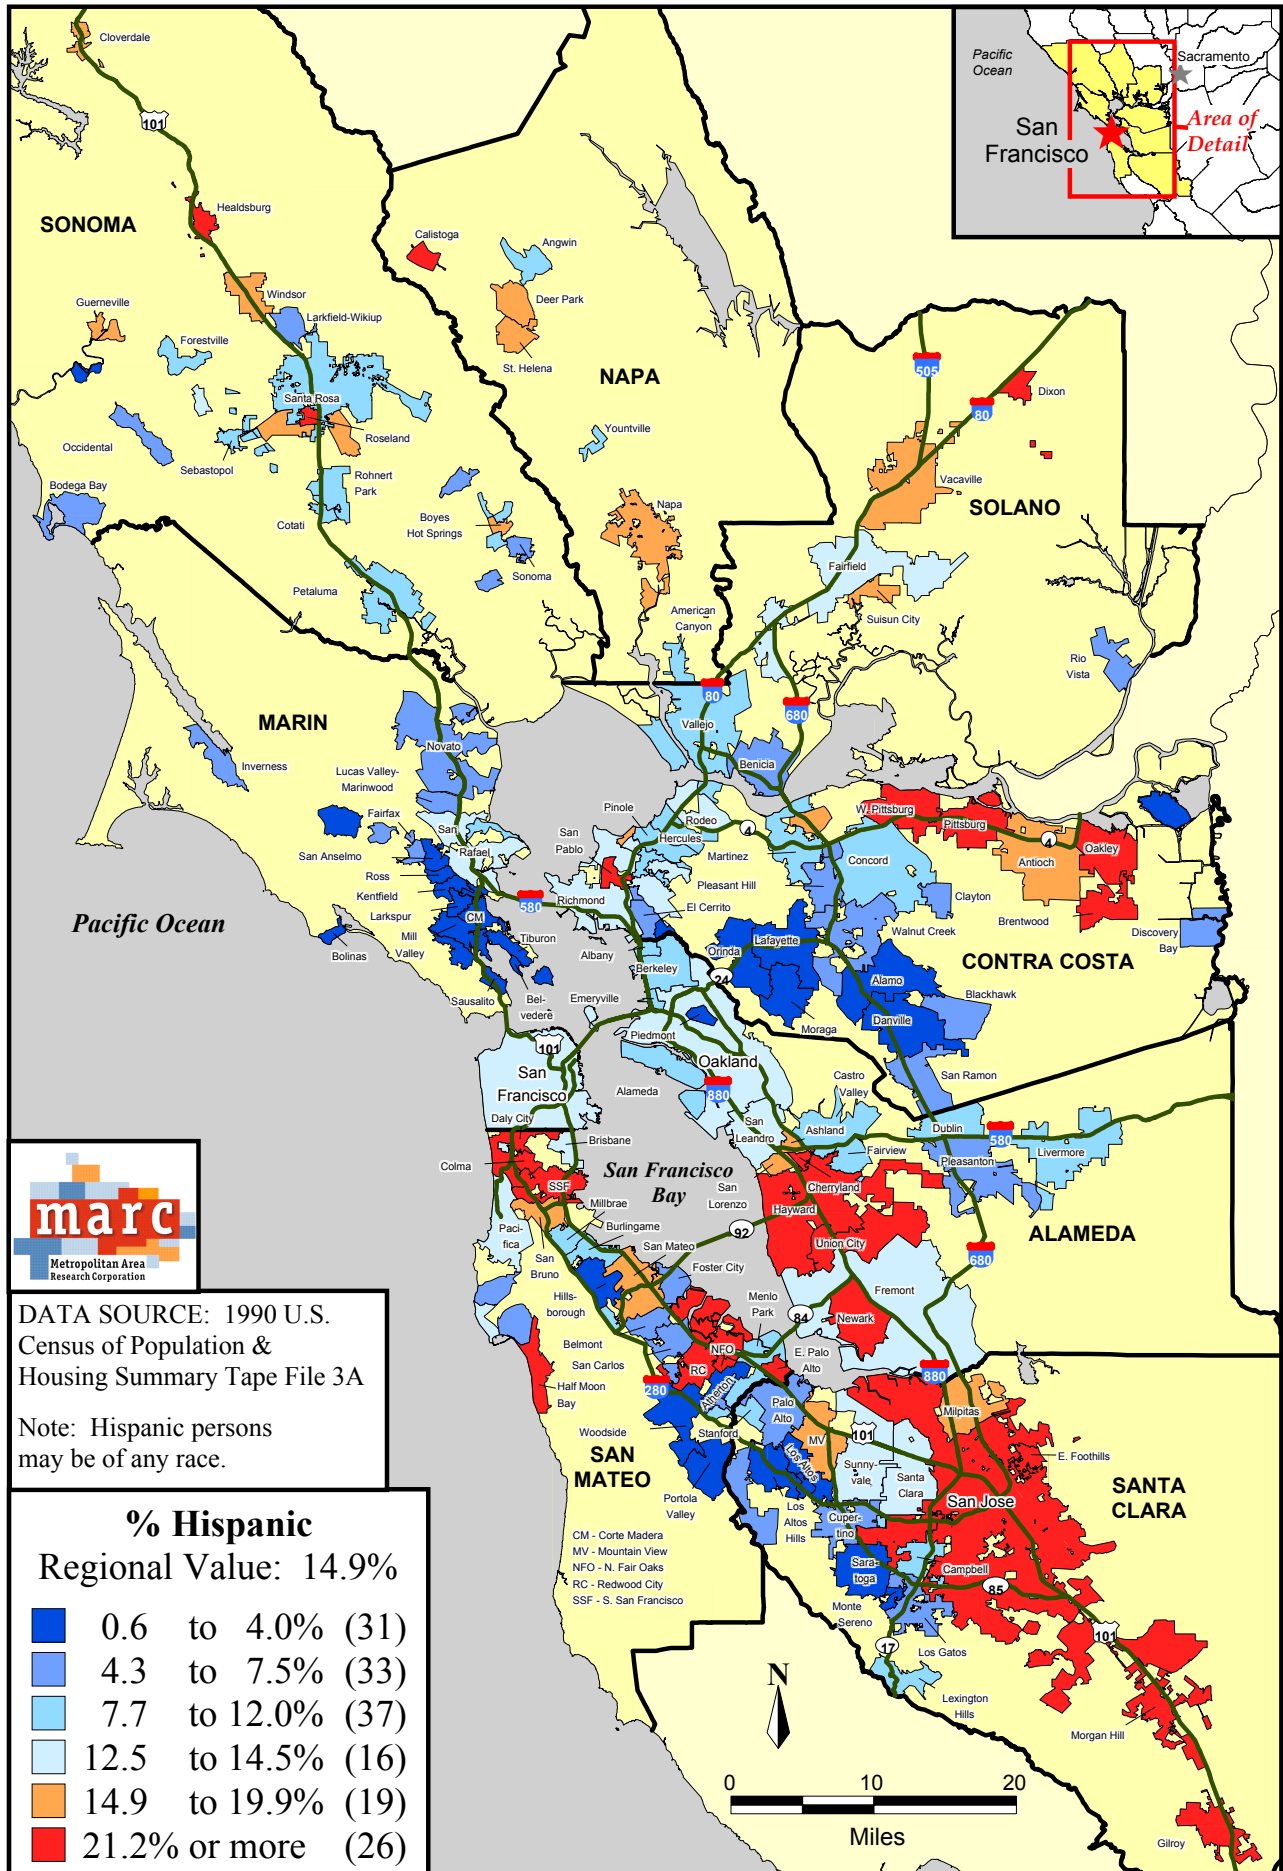 Cloverdale
101
Pacific
Ocean
Sacramento
San
Francisco
Area of
Detail
SONOMA
Healdsburg
Calistoga
Angwin
Guerneville
Windsor
Deer Park
Larkfield-Wikiup
Forestville
St. Helena
NAPA
505
80
Dixon
Santa Rosa
Roseland
Yountville
Occidental
Sebastopol
Rohnert
Park
Vacaville
SOLANO
Bodega Bay
Napa
Cotati
Boyes
Hot Springs
Sonoma
Fairfield
Petaluma
American
Canyon
Suisun City
Rio
Vista
80
680
MARIN
Vallejo
Novato
Benicia
Inverness
Lucas Valley-
Marinwood
Fairfax
Pinole
Rodeo
W. Pittsburg
Pittsburg
San
Rafael
San
Pablo
Hercules
4
4
Martinez
Concord
Antioch
Oakley
San Anselmo
Ross
Kentfield
Larkspur
Mill
Valley
CM
Tiburon
580
Richmond
Pleasant Hill
El Cerrito
Clayton
Brentwood
Walnut Creek
Discovery
Bay
Pacific Ocean
Bolinas
Albany
Orinda
Lafayette
CONTRA COSTA
Berkeley
24
Alamo
Blackhawk
Sausalito
Bel-
vedere
Emeryville
Moraga
Danville
101
Piedmont
San
Francisco
Oakland
Alameda
880
Castro
Valley
San Ramon
Daly City
San
Leandro
Ashland
Dublin
580
Colma
Brisbane
Fairview
Pleasanton
Livermore
San Francisco
Bay
SSF
San
Lorenzo
Cherryland
Hayward
Millbrae
Burlingame
92
Union City
ALAMEDA
Paci-
fica
San
Bruno
San Mateo
Foster City
680
Fremont
Hills-
borough
Menlo
Park
84
Newark
Belmont
San Carlos
NFO
RC
E. Palo
Alto
880
Half Moon
Bay
280
Atherton
Palo
Alto
Milpitas
Woodside
Stanford
MV
101
SAN
MATEO
Los Altos
Sunny-
vale
Santa
Clara
E. Foothills
San Jose
SANTA
CLARA
Portola
Valley
Los
Altos
Hills
Cuper-
tino
Sara-
toga
Campbell
85
Monte
Sereno
101
17
Los Gatos
Lexington
Hills
Morgan Hill
Gilroy
CM - Corte Madera
MV - Mountain View
NFO - N. Fair Oaks
RC - Redwood City
SSF - S. San Francisco
marc
Metropolitan Area
Research Corporation
DATA SOURCE: 1990 U.S.
Census of Population &
Housing Summary Tape File 3A
Note: Hispanic persons
may be of any race.
% Hispanic
Regional Value: 14.9%
0.6 to 4.0% (31)
4.3 to 7.5% (33)
7.7 to 12.0% (37)
12.5 to 14.5% (16)
14.9 to 19.9% (19)
21.2% or more (26)
N
0 10 20
Miles